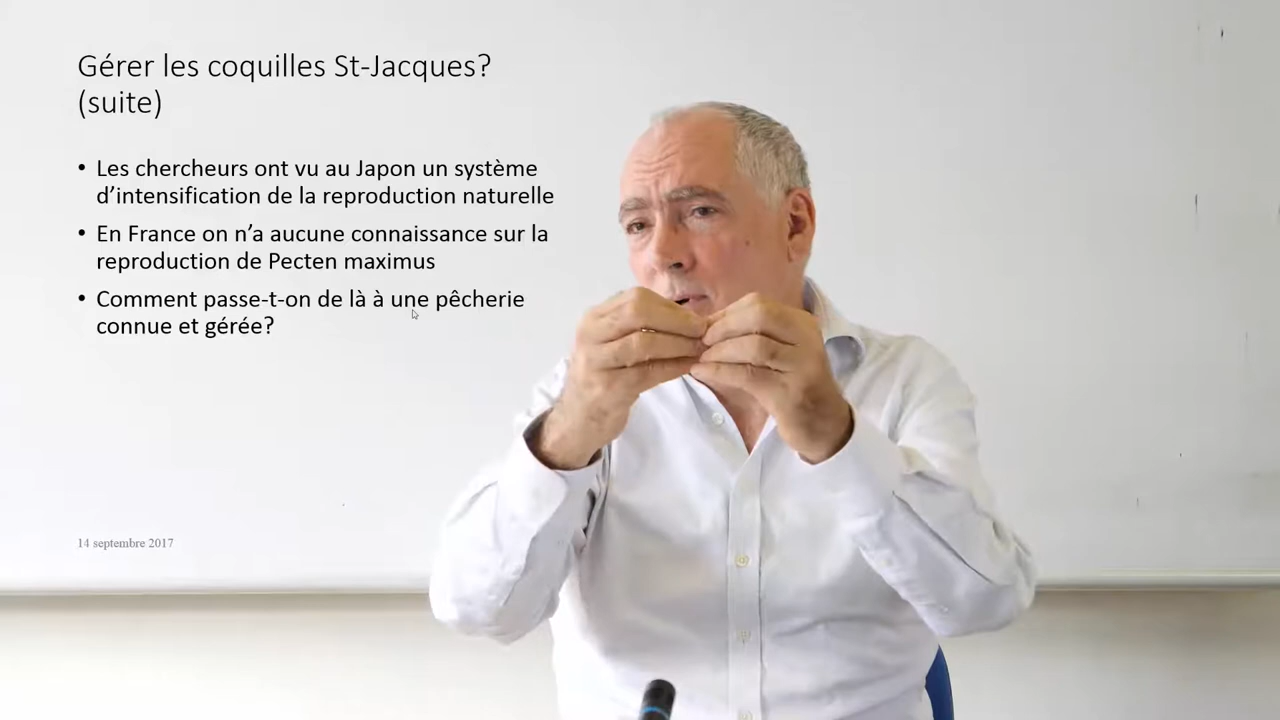 Gérer les coquilles St-Jacques?
(suite)
• Les chercheurs ont vu au Japon un système
d’intensification de la reproduction naturelle
• En France on n’a aucune connaissance sur la
reproduction de Pecten maximus
• Comment passe-t-on de là à une pêcherie
connue et gérée?
14 septembre 2017